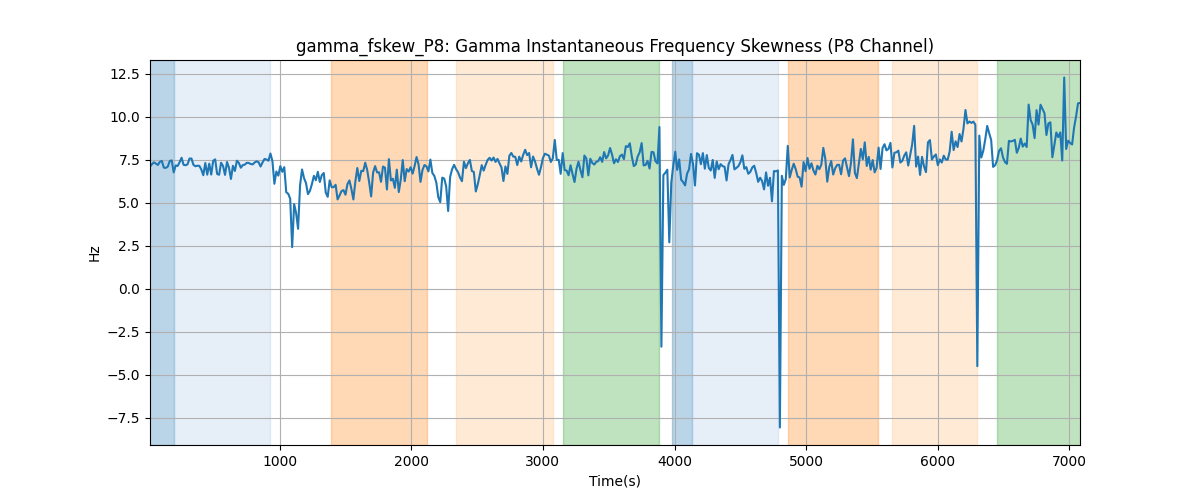 gamma_fskew_P8: Gamma Instantaneous Frequency Skewness (P8 Channel)
12.5
10.0
7.5
5.0
2.5
0.0
−2.5
−5.0
−7.5
Hz
1000 2000 3000 4000 5000 6000 7000
Time(s)